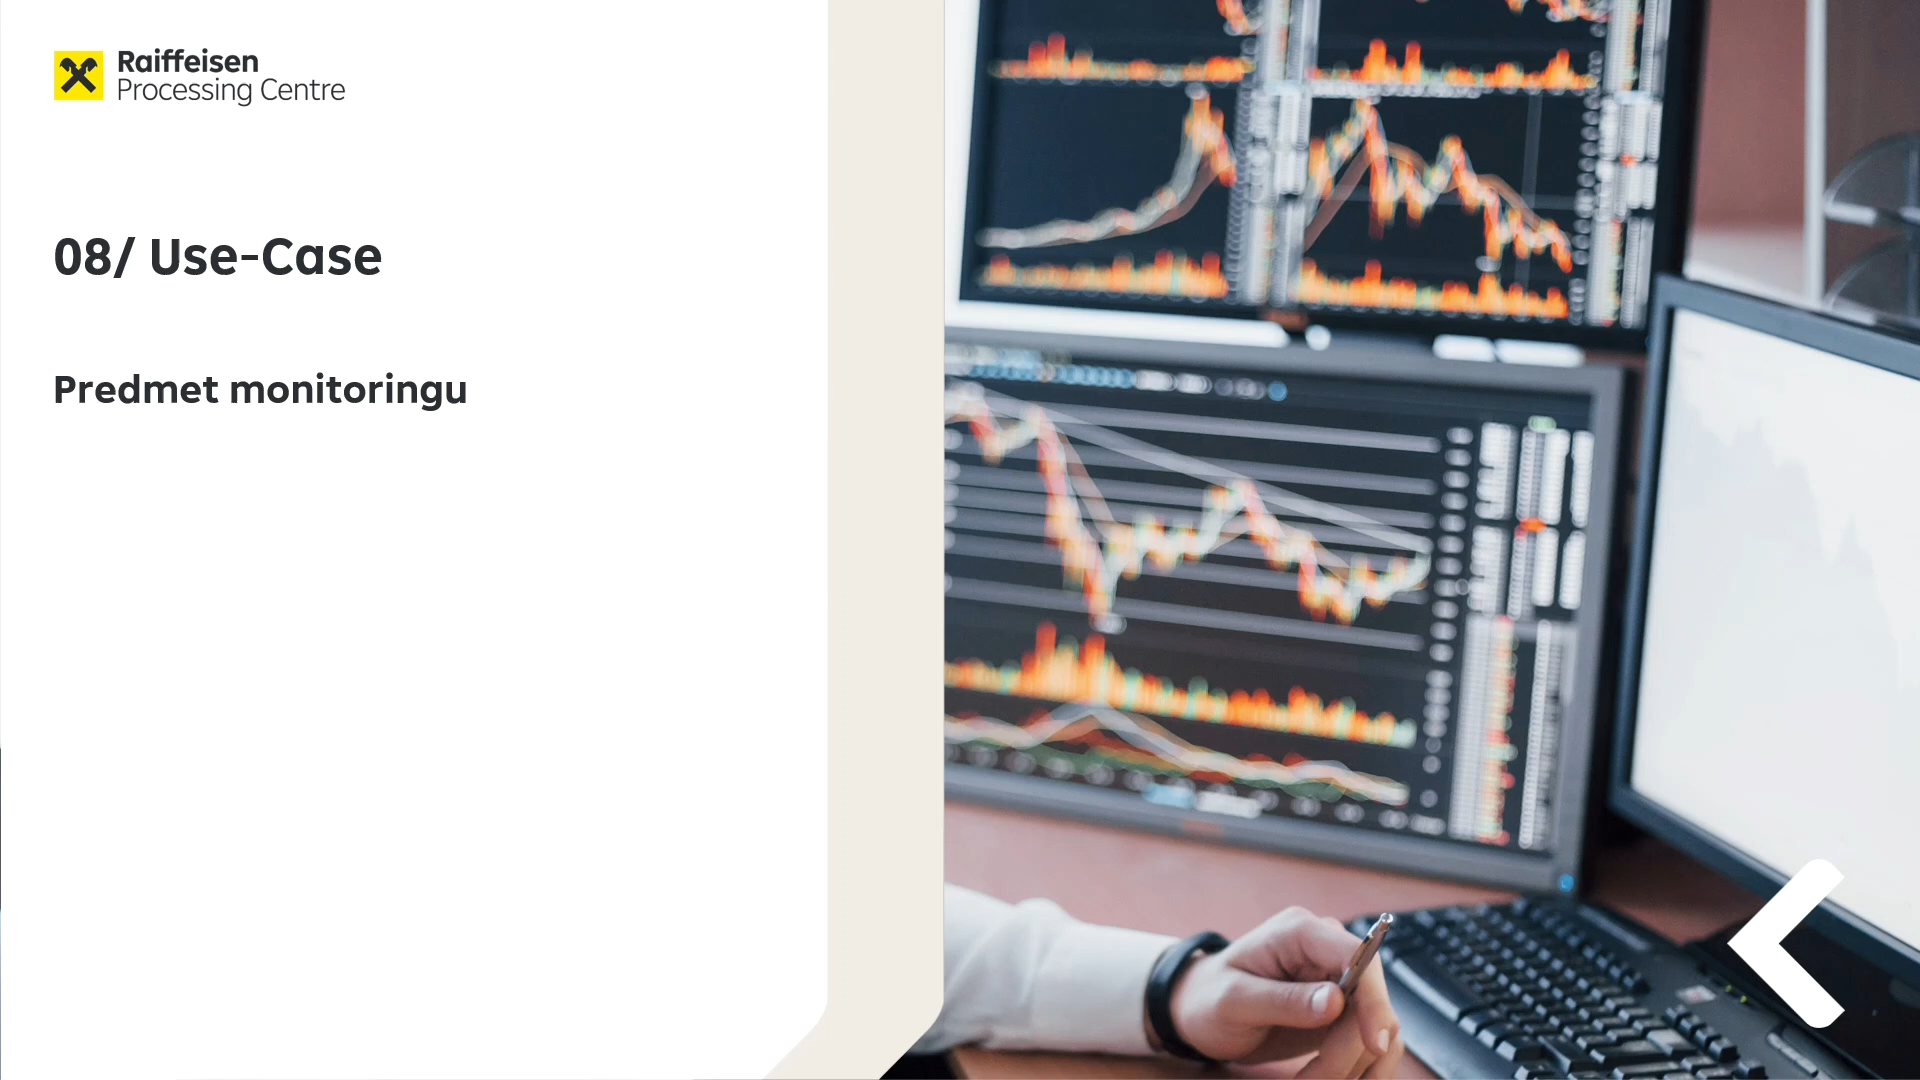 Raiffeisen
Processing Centre
08/ Use-Case
Predmet monitoringu